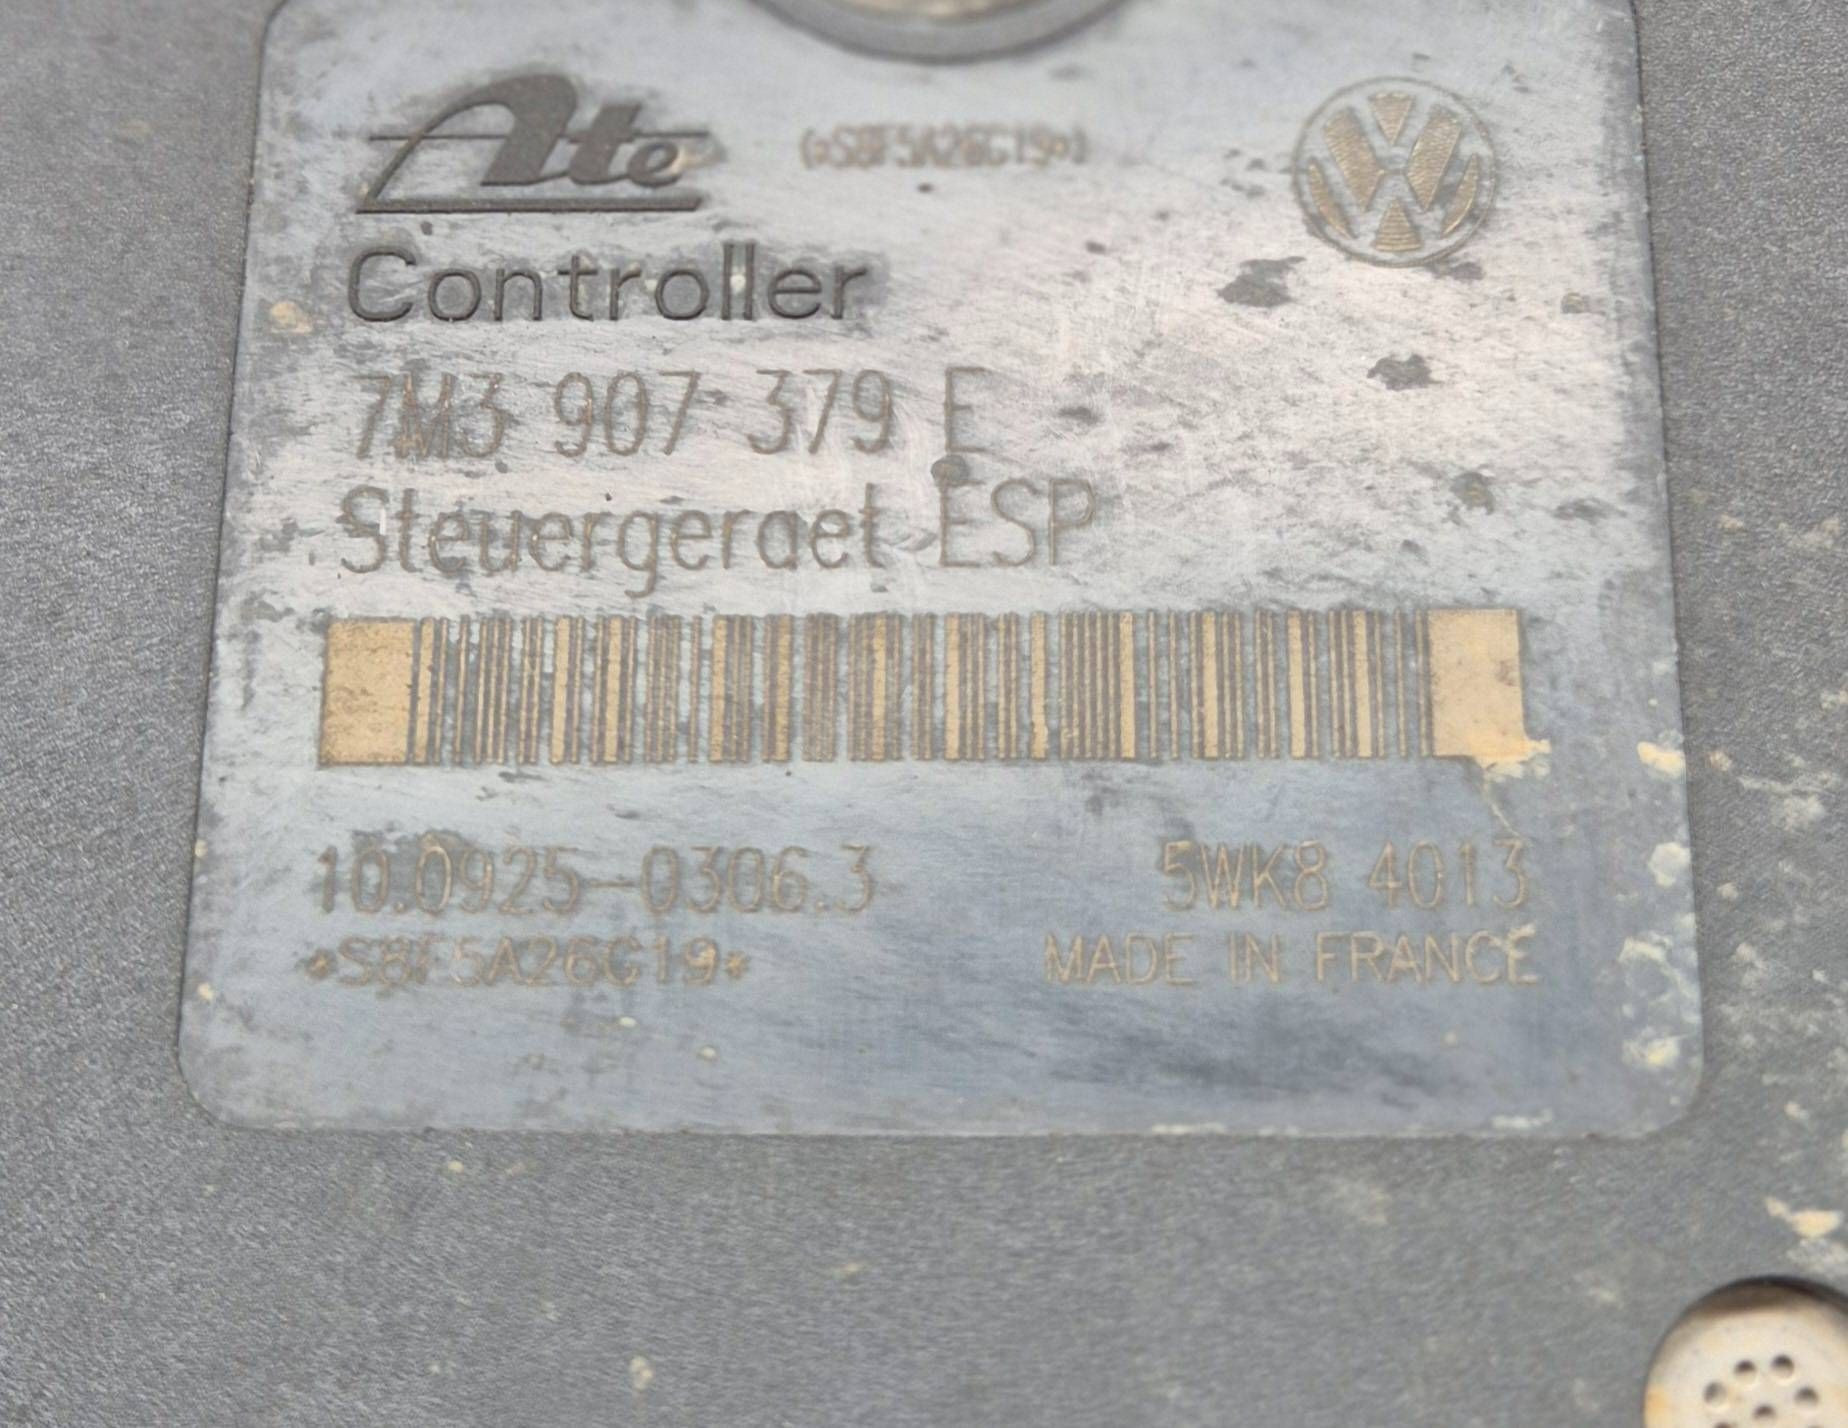 Ate
(*S8F5A26C19*)
Controller
7M3 907 379 E
Steuergeraet ESP
10.0925-0306.3 5WK8 4013
*S8F5A26C19* MADE IN FRANCE